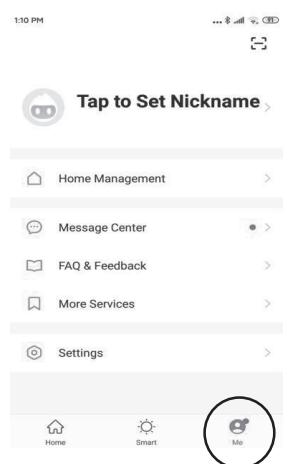 1:10 PM
Tap to Set Nickname
Home Management
Message Center
FAQ & Feedback
More Services
Settings
Home Smart Me